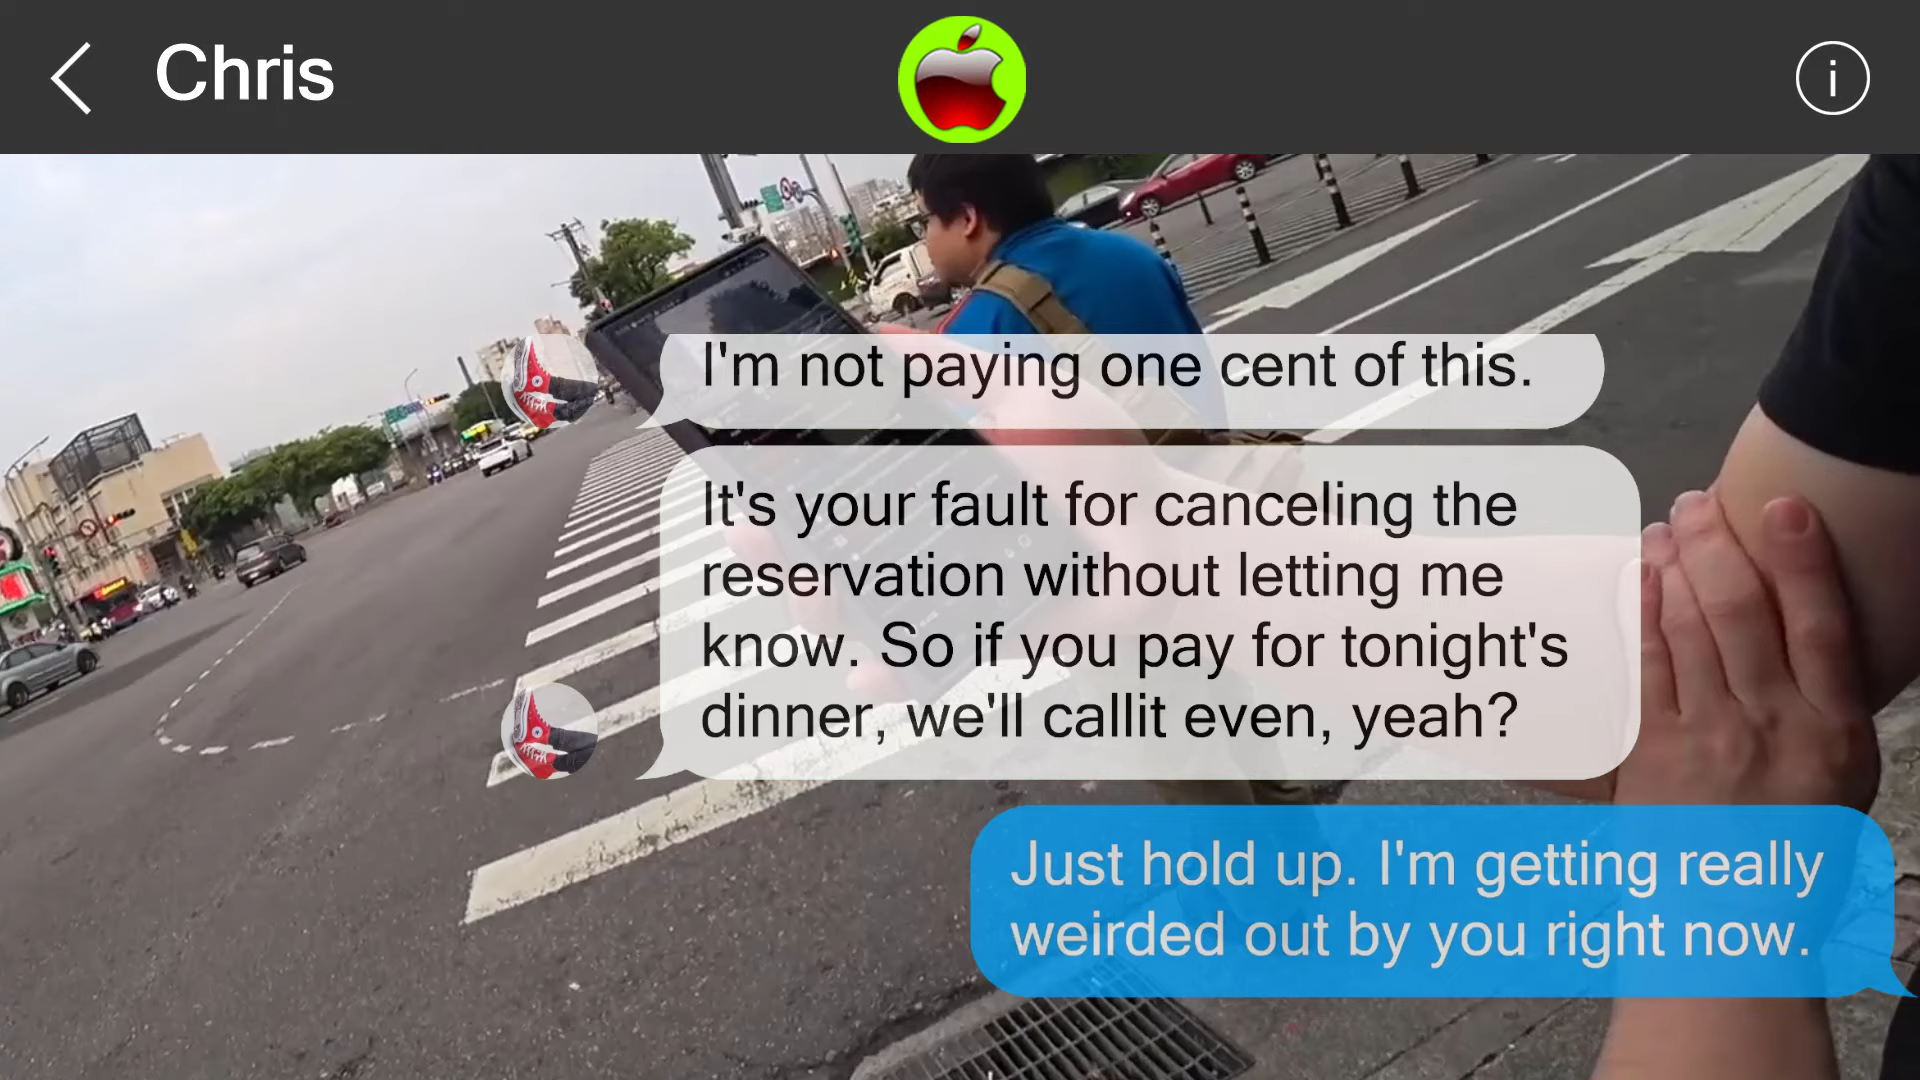 Chris
I'm not paying one cent of this.
It's your fault for canceling the
reservation without letting me
know. So if you pay for tonight's
dinner, we'll callit even, yeah?
Just hold up. I'm getting really
weirded out by you right now.